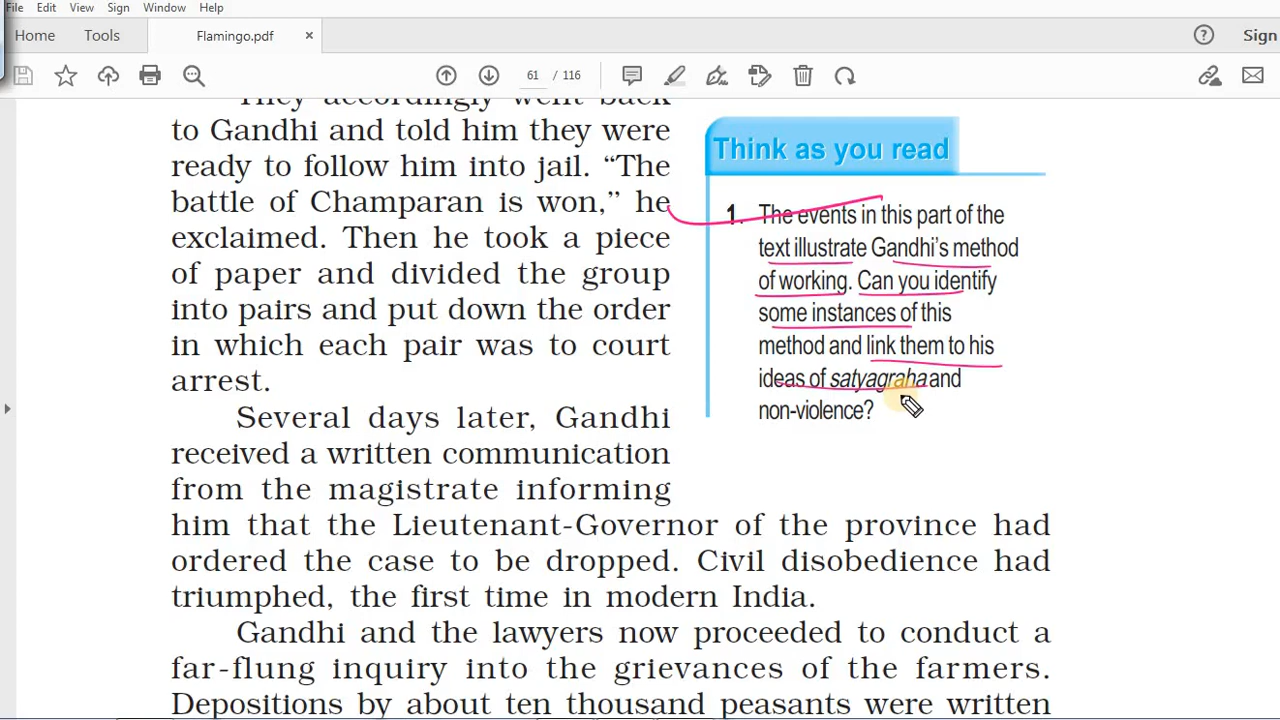 File Edit View Sign Window Help
Home Tools Flamingo.pdf × ? Sign
61 / 116
They accordingly went back
to Gandhi and told him they were
ready to follow him into jail. “The
battle of Champaran is won,” he
exclaimed. Then he took a piece
of paper and divided the group
into pairs and put down the order
in which each pair was to court
arrest.
Think as you read
1. The events in this part of the
text illustrate Gandhi's method
of working. Can you identify
some instances of this
method and link them to his
ideas of satyagraha and
non-violence?
Several days later, Gandhi
received a written communication
from the magistrate informing
him that the Lieutenant-Governor of the province had
ordered the case to be dropped. Civil disobedience had
triumphed, the first time in modern India.
Gandhi and the lawyers now proceeded to conduct a
far-flung inquiry into the grievances of the farmers.
Depositions by about ten thousand peasants were written